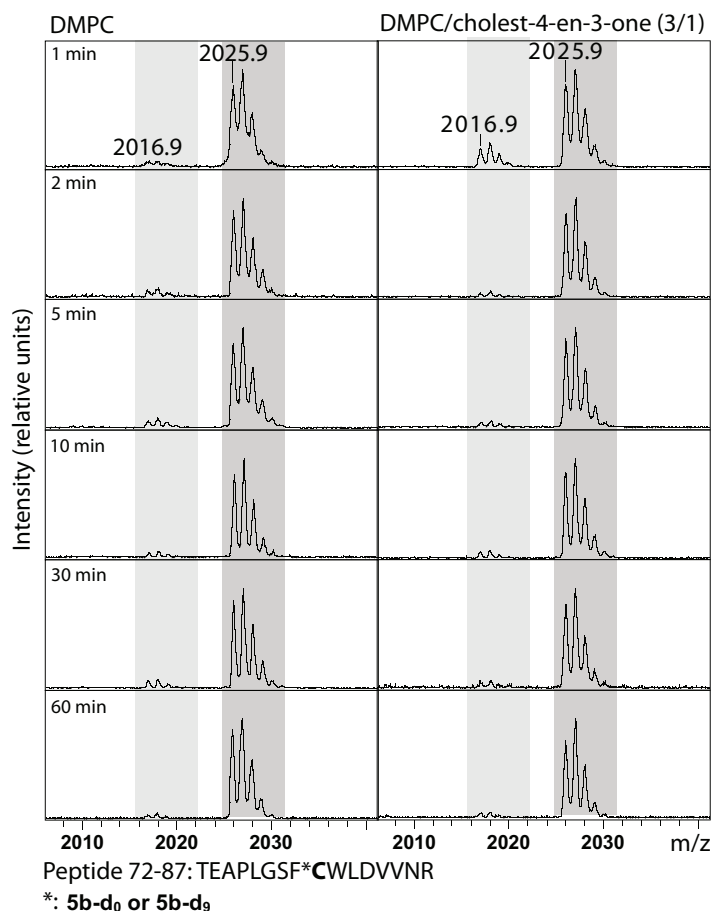 DMPC
DMPC/cholest-4-en-3-one (3/1)
1 min
2025.9
2025.9
2016.9
2016.9
2 min
5 min
10 min
30 min
60 min
Intensity (relative units)
2010 2020 2030 2010 2020 2030 m/z
Peptide 72-87: TEAPLGSF*CWLDVVNR
*: 5b-d₀ or 5b-d₉